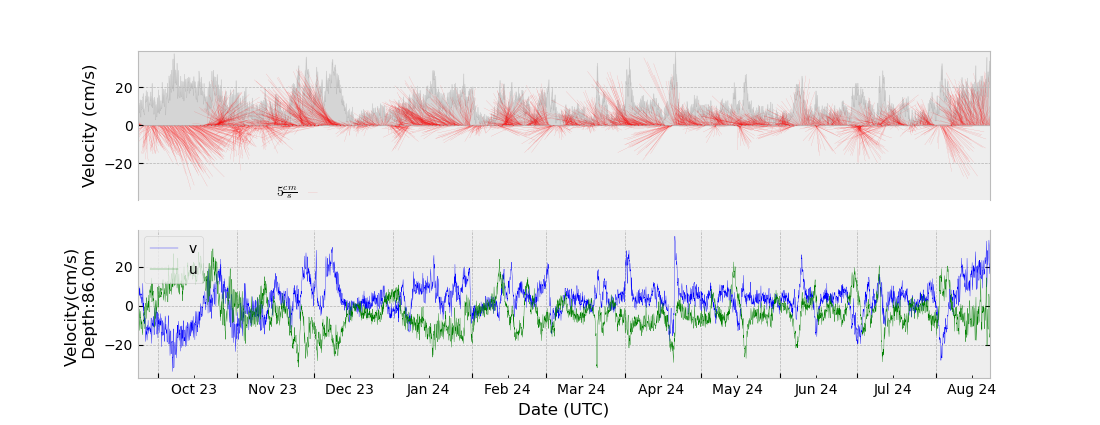 Velocity (cm/s)
20
0
−20
5 cm/s
Velocity(cm/s)
Depth:86.0m
20
0
−20
v
u
Oct 23 Nov 23 Dec 23 Jan 24 Feb 24 Mar 24 Apr 24 May 24 Jun 24 Jul 24 Aug 24
Date (UTC)